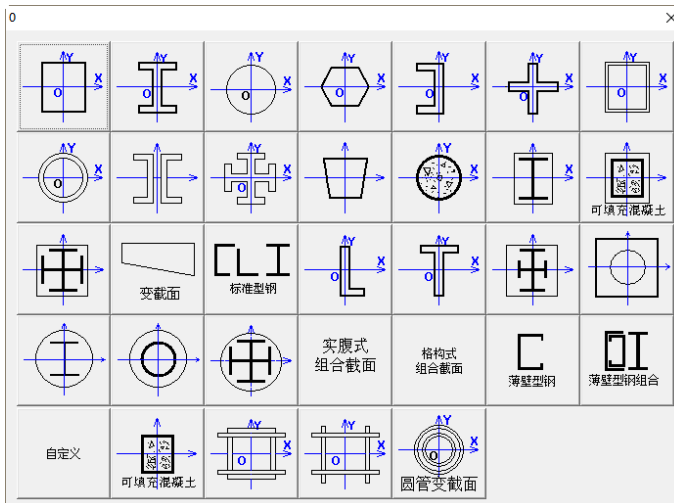 0
Y Y Y Y Y Y Y
X X X X X X X
O O O O O O O
Y Y
X X X X
O O
可填充混凝土
Y Y
X X
O O
变截面
标准型钢
实腹式
组合截面
格构式
组合截面
薄壁型钢
薄壁型钢组合
自定义
Y
X
可填充混凝土
Y
X
O
Y
X
O
Y
X
O
圆管变截面